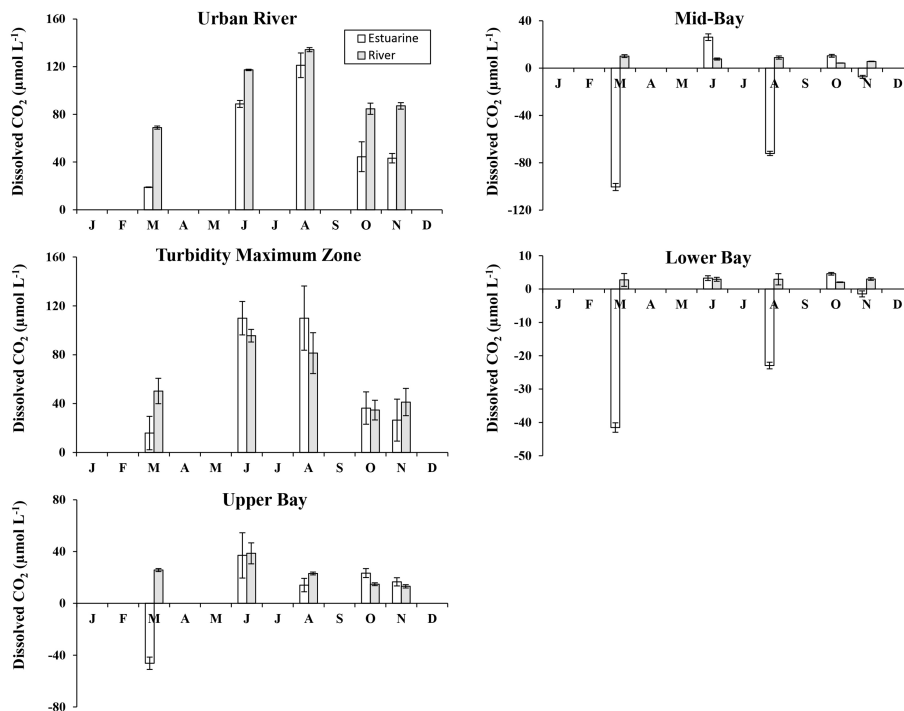 Urban River
Dissolved CO₂ (µmol L⁻¹)
160
120
80
40
0
Estuarine
River
J F M A M J J A S O N D
Turbidity Maximum Zone
Dissolved CO₂ (µmol L⁻¹)
160
120
80
40
0
J F M A M J J A S O N D
Upper Bay
Dissolved CO₂ (µmol L⁻¹)
80
40
0
-40
-80
J F M A M J J A S O N D
Mid-Bay
Dissolved CO₂ (µmol L⁻¹)
40
0
-40
-80
-120
J F M A M J J A S O N D
Lower Bay
Dissolved CO₂ (µmol L⁻¹)
10
0
-10
-20
-30
-40
-50
J F M A M J J A S O N D